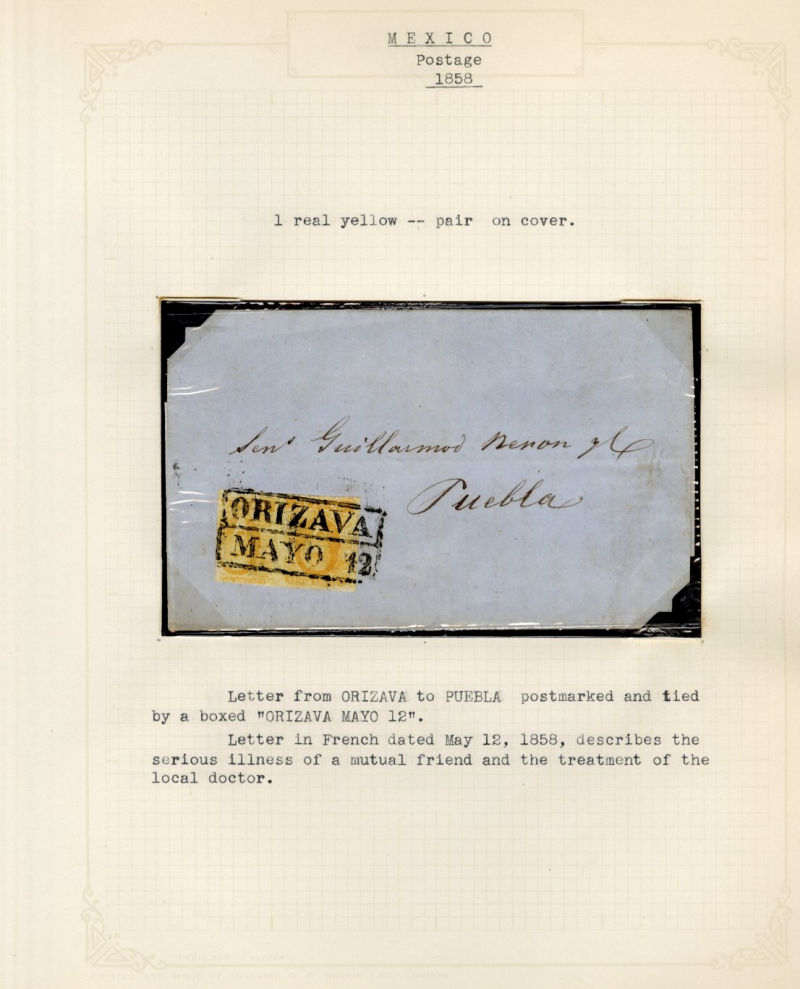 MEXICO
Postage
1858
1 real yellow -- pair on cover.
Sen^s Guillarmod Nenon y C
Puebla
ORIZAVA
MAYO 12
Letter from ORIZAVA to PUEBLA postmarked and tied
by a boxed "ORIZAVA MAYO 12".
Letter in French dated May 12, 1858, describes the
serious illness of a mutual friend and the treatment of the
local doctor.